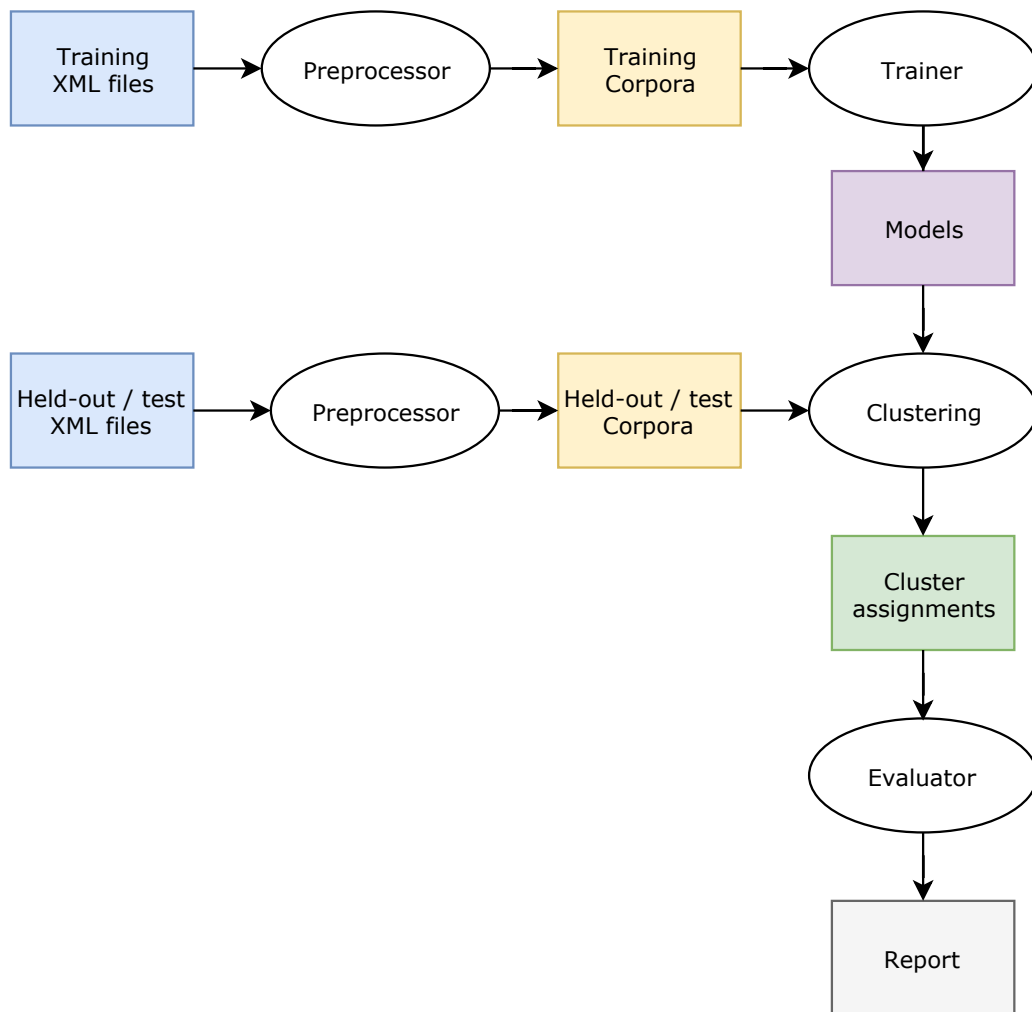 Training
XML files
Preprocessor
Training
Corpora
Trainer
Models
Held-out / test
XML files
Preprocessor
Held-out / test
Corpora
Clustering
Cluster
assignments
Evaluator
Report